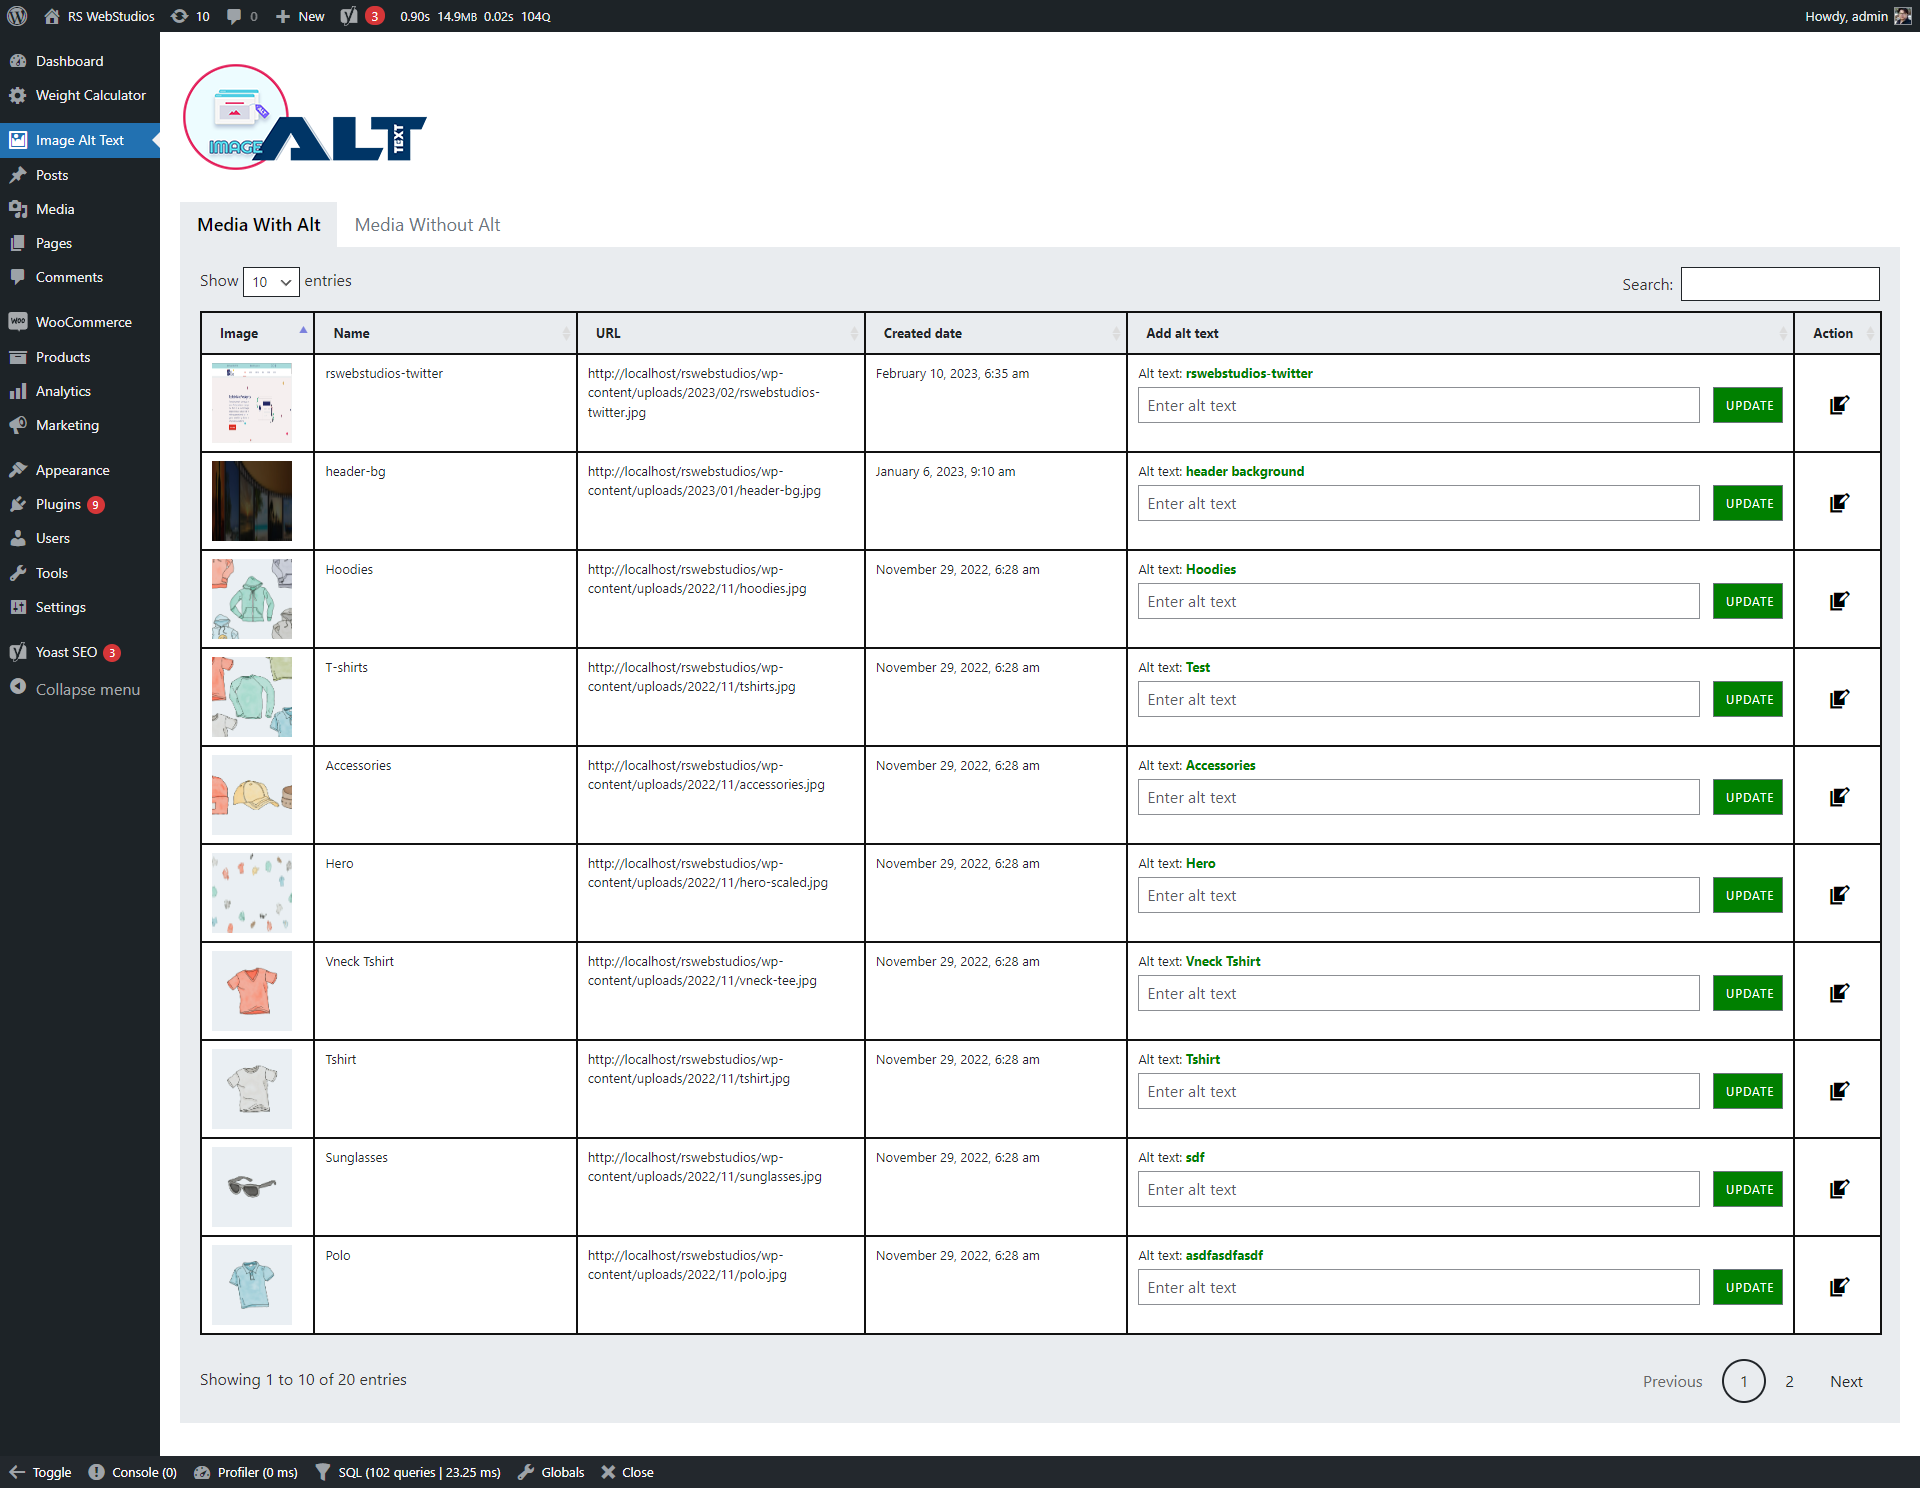 RS WebStudios 10 0 New 3 0.90s 14.9MB 0.02s 104Q Howdy, admin
Dashboard
Weight Calculator
Image Alt Text
Posts
Media
Pages
Comments
WooCommerce
Products
Analytics
Marketing
Appearance
Plugins 9
Users
Tools
Settings
Yoast SEO 3
Collapse menu
IMAGE ALT TEXT
Media With Alt Media Without Alt
Show 10 entries Search:
Image Name URL Created date Add alt text Action
rswebstudios-twitter http://localhost/rswebstudios/wp- February 10, 2023, 6:35 am Alt text: rswebstudios-twitter
content/uploads/2023/02/rswebstudios- Enter alt text UPDATE
twitter.jpg
header-bg http://localhost/rswebstudios/wp- January 6, 2023, 9:10 am Alt text: header background
content/uploads/2023/01/header-bg.jpg Enter alt text UPDATE
Hoodies http://localhost/rswebstudios/wp- November 29, 2022, 6:28 am Alt text: Hoodies
content/uploads/2022/11/hoodies.jpg Enter alt text UPDATE
T-shirts http://localhost/rswebstudios/wp- November 29, 2022, 6:28 am Alt text: Test
content/uploads/2022/11/tshirts.jpg Enter alt text UPDATE
Accessories http://localhost/rswebstudios/wp- November 29, 2022, 6:28 am Alt text: Accessories
content/uploads/2022/11/accessories.jpg Enter alt text UPDATE
Hero http://localhost/rswebstudios/wp- November 29, 2022, 6:28 am Alt text: Hero
content/uploads/2022/11/hero-scaled.jpg Enter alt text UPDATE
Vneck Tshirt http://localhost/rswebstudios/wp- November 29, 2022, 6:28 am Alt text: Vneck Tshirt
content/uploads/2022/11/vneck-tee.jpg Enter alt text UPDATE
Tshirt http://localhost/rswebstudios/wp- November 29, 2022, 6:28 am Alt text: Tshirt
content/uploads/2022/11/tshirt.jpg Enter alt text UPDATE
Sunglasses http://localhost/rswebstudios/wp- November 29, 2022, 6:28 am Alt text: sdf
content/uploads/2022/11/sunglasses.jpg Enter alt text UPDATE
Polo http://localhost/rswebstudios/wp- November 29, 2022, 6:28 am Alt text: asdfasdfasdf
content/uploads/2022/11/polo.jpg Enter alt text UPDATE
Showing 1 to 10 of 20 entries Previous 1 2 Next
Toggle Console (0) Profiler (0 ms) SQL (102 queries | 23.25 ms) Globals Close